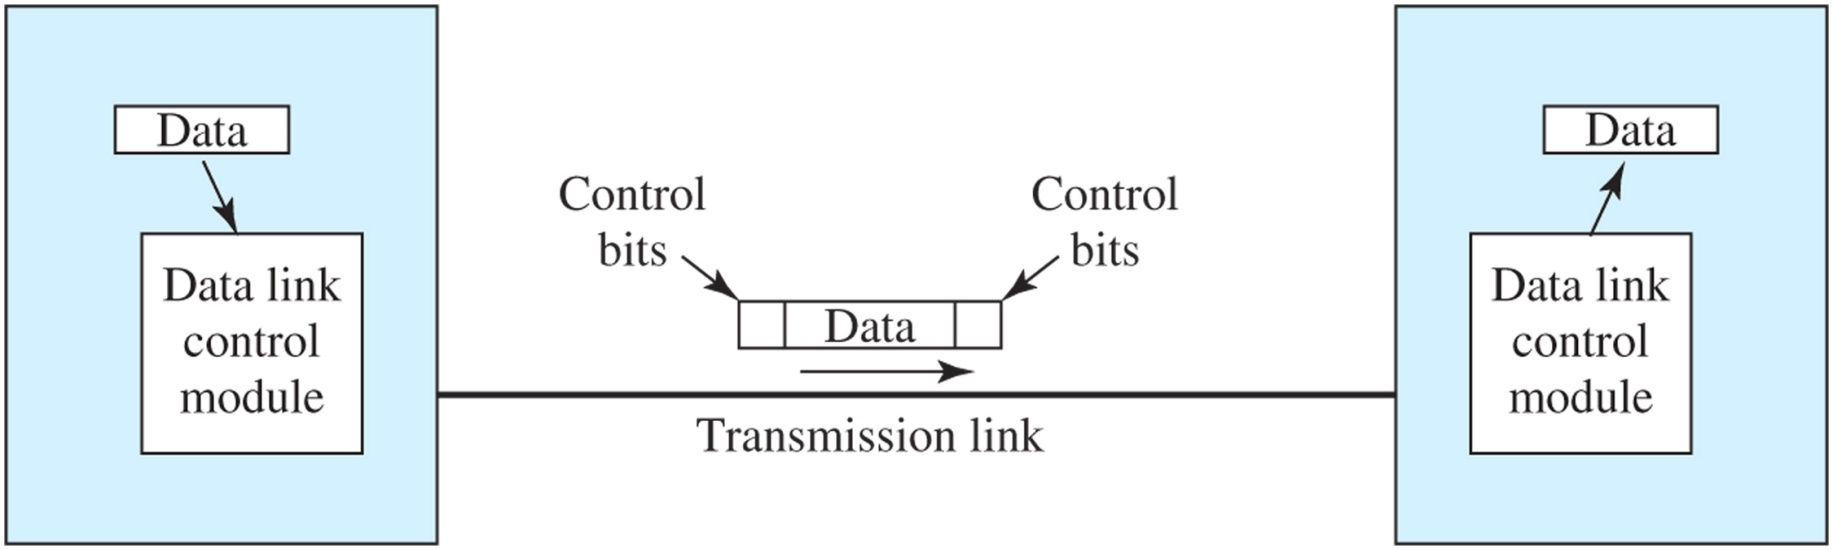 Data
Data link
control
module
Control
bits
Control
bits
Data
Transmission link
Data
Data link
control
module